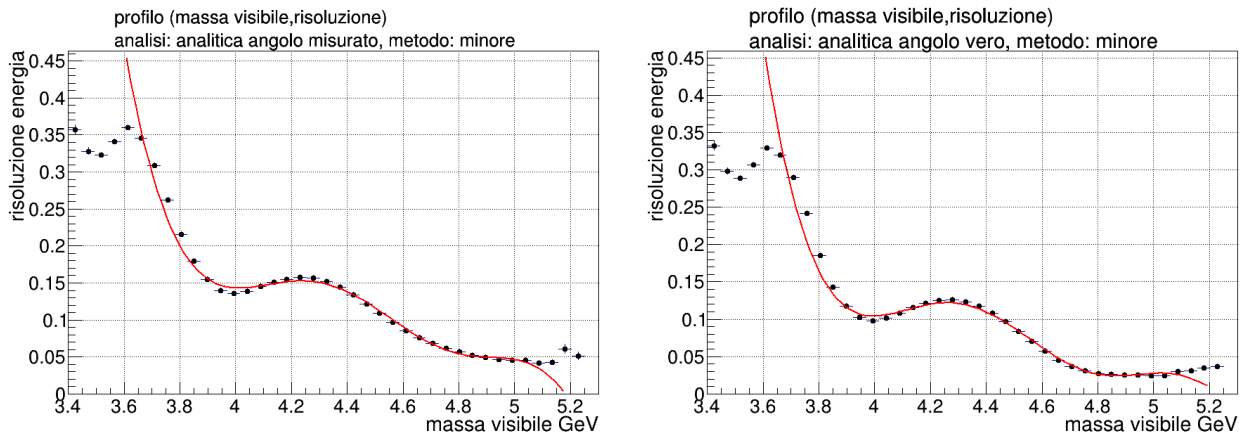 profilo (massa visibile,risoluzione)
analisi: analitica angolo misurato, metodo: minore
risoluzione energia
0.45
0.4
0.35
0.3
0.25
0.2
0.15
0.1
0.05
0
3.4 3.6 3.8 4 4.2 4.4 4.6 4.8 5 5.2
massa visibile GeV
profilo (massa visibile,risoluzione)
analisi: analitica angolo vero, metodo: minore
risoluzione energia
0.45
0.4
0.35
0.3
0.25
0.2
0.15
0.1
0.05
0
3.4 3.6 3.8 4 4.2 4.4 4.6 4.8 5 5.2
massa visibile GeV